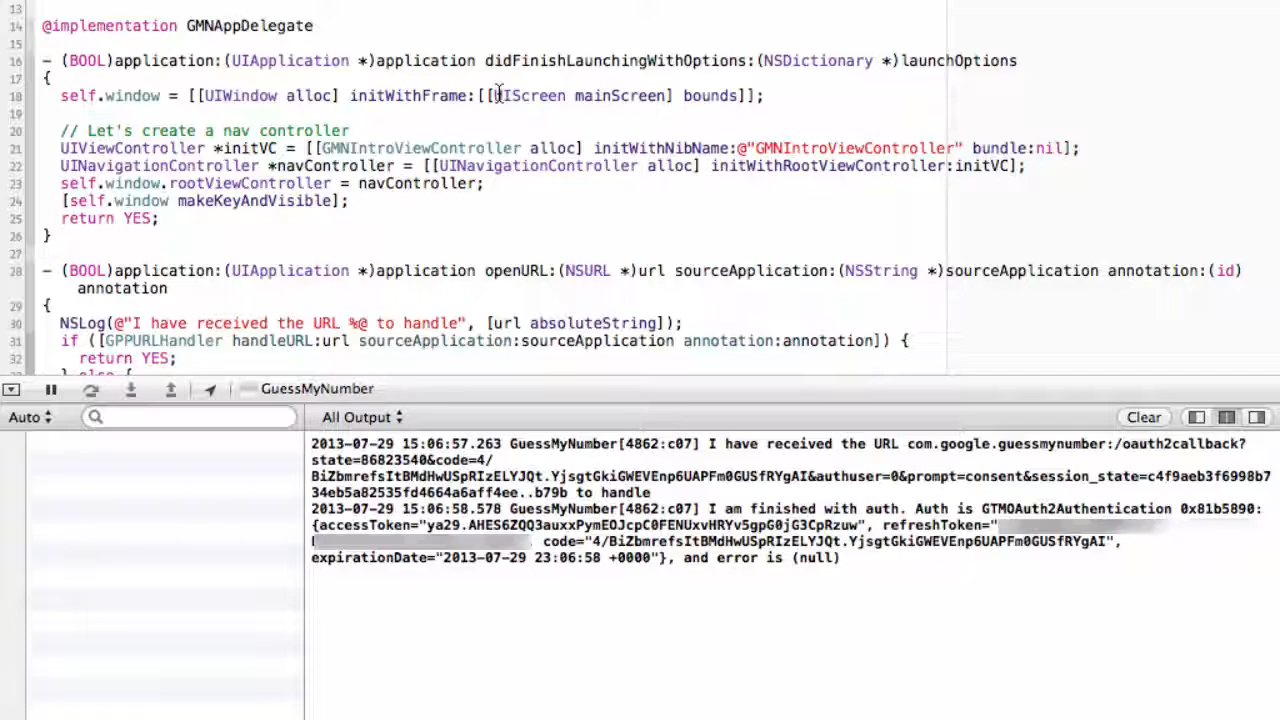 13
14 @implementation GMNAppDelegate
15
16 - (BOOL)application:(UIApplication *)application didFinishLaunchingWithOptions:(NSDictionary *)launchOptions
17 {
18 self.window = [[UIWindow alloc] initWithFrame:[[UIScreen mainScreen] bounds]];
19
20 // Let's create a nav controller
21 UIViewController *initVC = [[GMNIntroViewController alloc] initWithNibName:@"GMNIntroViewController" bundle:nil];
22 UINavigationController *navController = [[UINavigationController alloc] initWithRootViewController:initVC];
23 self.window.rootViewController = navController;
24 [self.window makeKeyAndVisible];
25 return YES;
26 }
27
28 - (BOOL)application:(UIApplication *)application openURL:(NSURL *)url sourceApplication:(NSString *)sourceApplication annotation:(id)
annotation
29 {
30 NSLog(@"I have received the URL %@ to handle", [url absoluteString]);
31 if ([GPPURLHandler handleURL:url sourceApplication:sourceApplication annotation:annotation]) {
32 return YES;
} else {
GuessMyNumber
Auto All Output Clear
2013-07-29 15:06:57.263 GuessMyNumber[4862:c07] I have received the URL com.google.guessmynumber:/oauth2callback?
state=86823540&code=4/
BiZbmrefsItBMdHwUSpRIzELYJQt.YjsgtGkiGWEVEnp6UAPFm0GUSfRYgAI&authuser=0&prompt=consent&session_state=c4f9aeb3f6998b7
34eb5a82535fd4664a6aff4ee..b79b to handle
2013-07-29 15:06:58.578 GuessMyNumber[4862:c07] I am finished with auth. Auth is GTMOAuth2Authentication 0x81b5890:
{accessToken="ya29.AHES6ZQQ3auxxPymEOJcpC0FENUxvHRYv5gpG0jG3CpRzuw", refreshToken="
code="4/BiZbmrefsItBMdHwUSpRIzELYJQt.YjsgtGkiGWEVEnp6UAPFm0GUSfRYgAI",
expirationDate="2013-07-29 23:06:58 +0000"}, and error is (null)